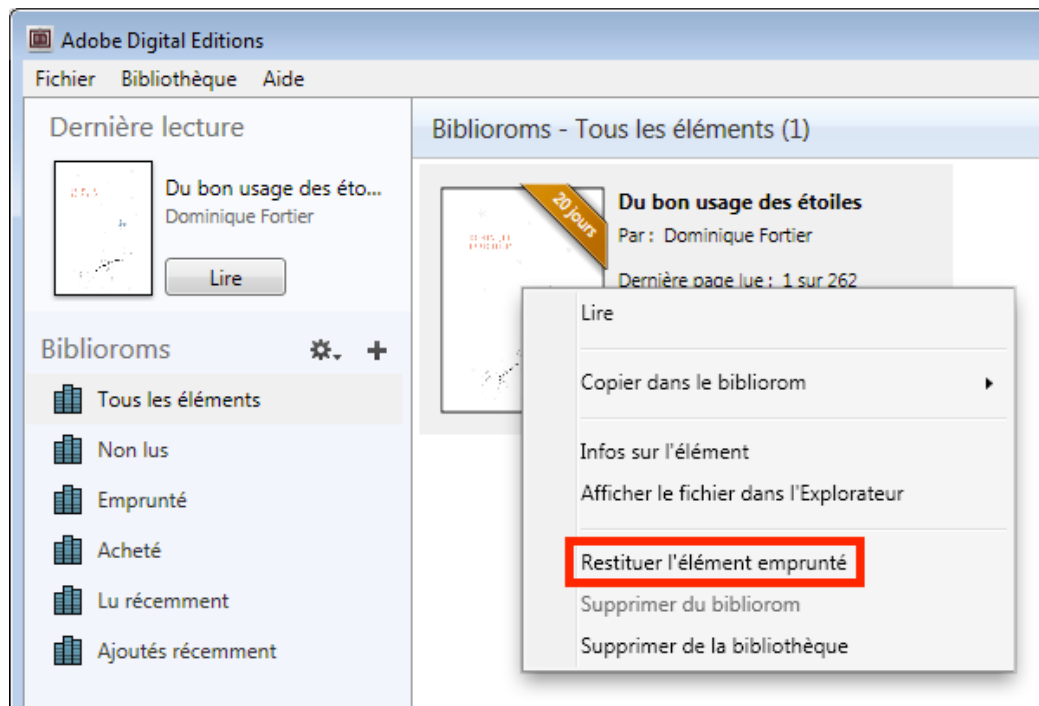 Adobe Digital Editions
Fichier Bibliothèque Aide
Dernière lecture
Du bon usage des éto...
Dominique Fortier
Lire
Biblioroms
Tous les éléments
Non lus
Emprunté
Acheté
Lu récemment
Ajoutés récemment
Biblioroms - Tous les éléments (1)
20 jours
Du bon usage des étoiles
Par : Dominique Fortier
Dernière page lue : 1 sur 262
Lire
Copier dans le bibliorom
Infos sur l'élément
Afficher le fichier dans l'Explorateur
Restituer l'élément emprunté
Supprimer du bibliorom
Supprimer de la bibliothèque